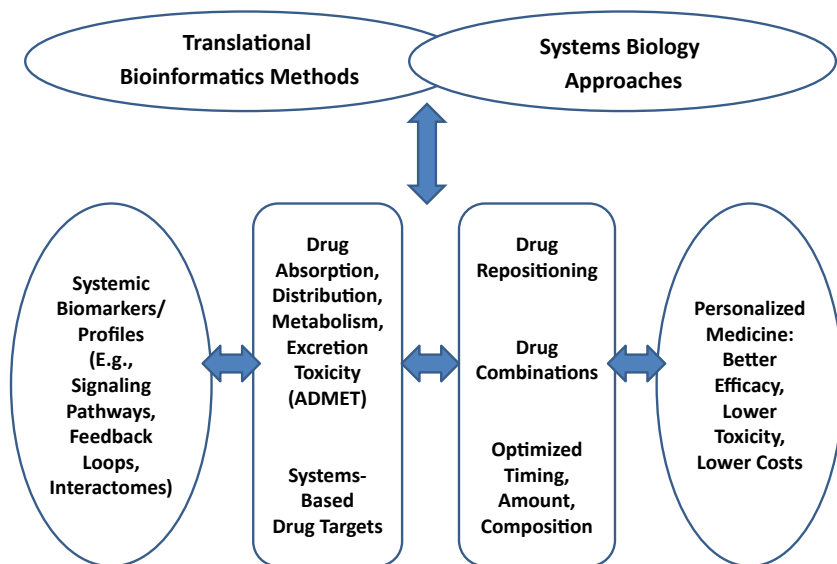 Translational
Bioinformatics Methods
Systems Biology
Approaches
Systemic
Biomarkers/
Profiles
(E.g.,
Signaling
Pathways,
Feedback
Loops,
Interactomes)
Drug
Absorption,
Distribution,
Metabolism,
Excretion
Toxicity
(ADMET)
Systems-
Based
Drug Targets
Drug
Repositioning
Drug
Combinations
Optimized
Timing,
Amount,
Composition
Personalized
Medicine:
Better
Efficacy,
Lower
Toxicity,
Lower Costs